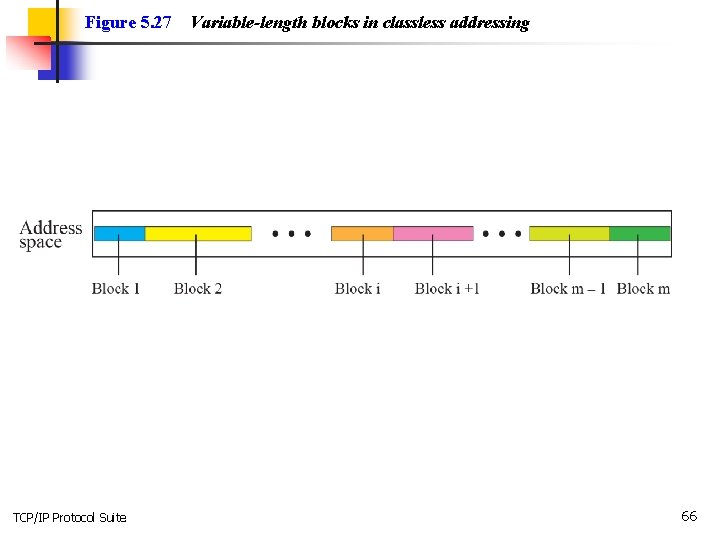 Figure 5.27 Variable-length blocks in classless addressing
Address
space
Block 1 Block 2 Block i Block i +1 Block m – 1 Block m
TCP/IP Protocol Suite 66